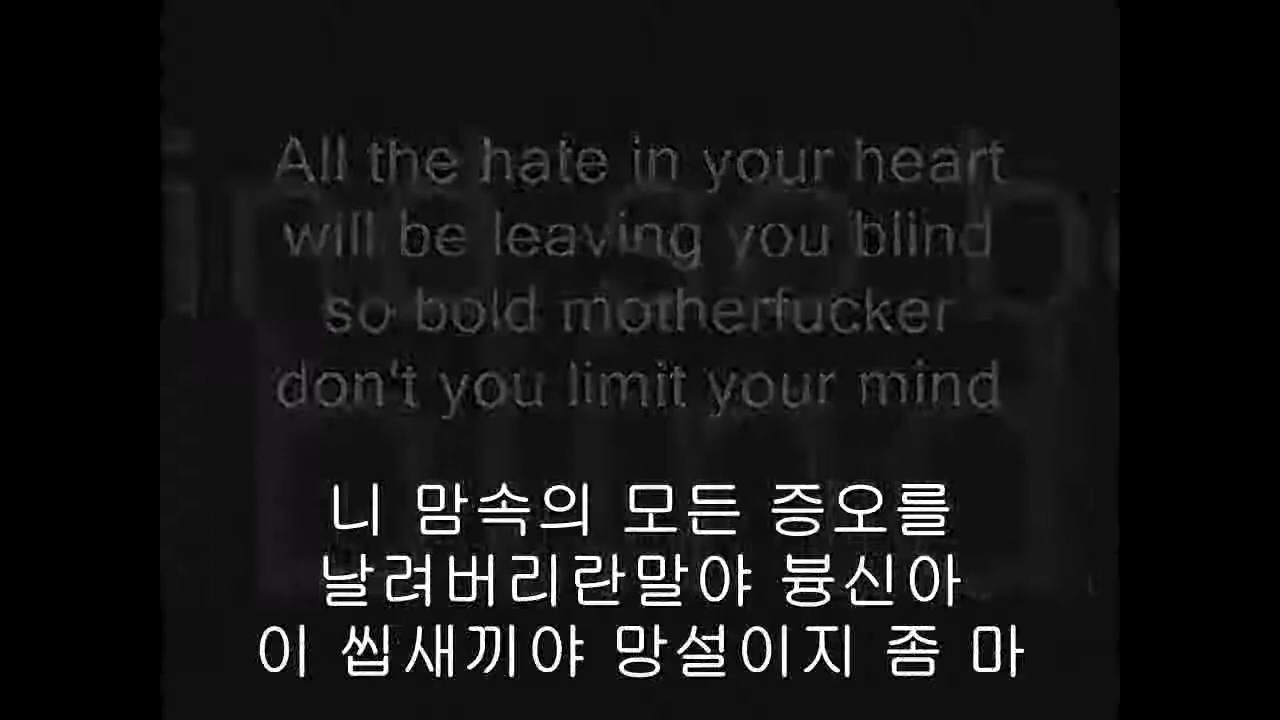 All the hate in your heart
will be leaving you blind
so bold motherfucker
don't you limit your mind
니 맘속의 모든 증오를
날려버리란말야 븅신아
이 씹새끼야 망설이지 좀 마